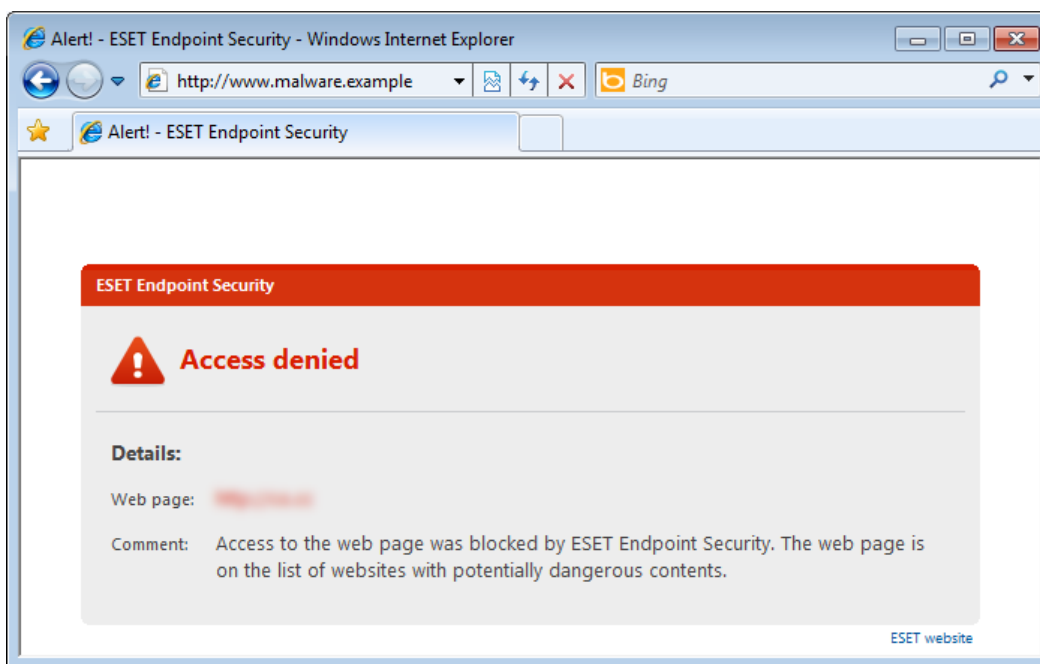 Alert! - ESET Endpoint Security - Windows Internet Explorer
http://www.malware.example
Bing
Alert! - ESET Endpoint Security
ESET Endpoint Security
Access denied
Details:
Web page:
Comment: Access to the web page was blocked by ESET Endpoint Security. The web page is
on the list of websites with potentially dangerous contents.
ESET website